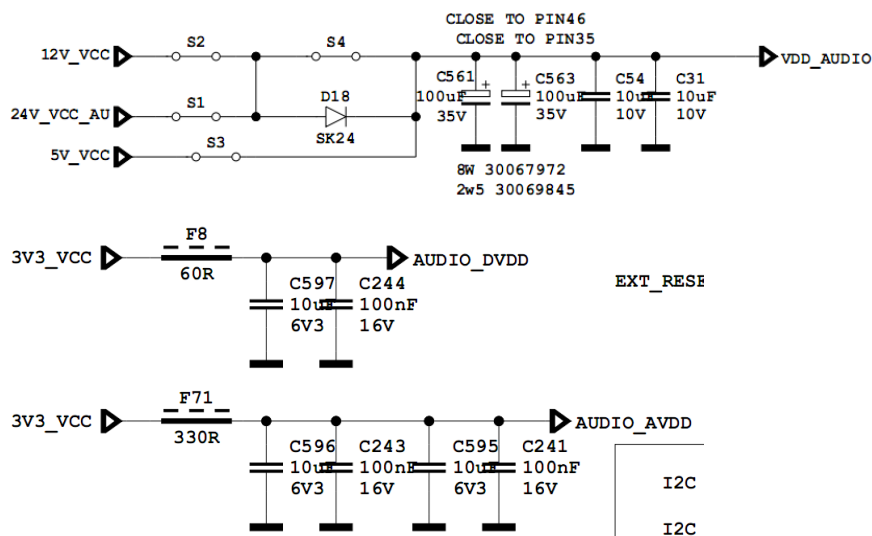 CLOSE TO PIN46
CLOSE TO PIN35
12V_VCC
S2
S4
VDD_AUDIO
C561
100uF
35V
C563
100uF
35V
C54
10uF
10V
C31
10uF
10V
24V_VCC_AU
S1
D18
SK24
5V_VCC
S3
8W 30067972
2w5 30069845
3V3_VCC
F8
60R
AUDIO_DVDD
C597
10uF
6V3
C244
100nF
16V
EXT_RESE
3V3_VCC
F71
330R
AUDIO_AVDD
C596
10uF
6V3
C243
100nF
16V
C595
10uF
6V3
C241
100nF
16V
I2C
I2C